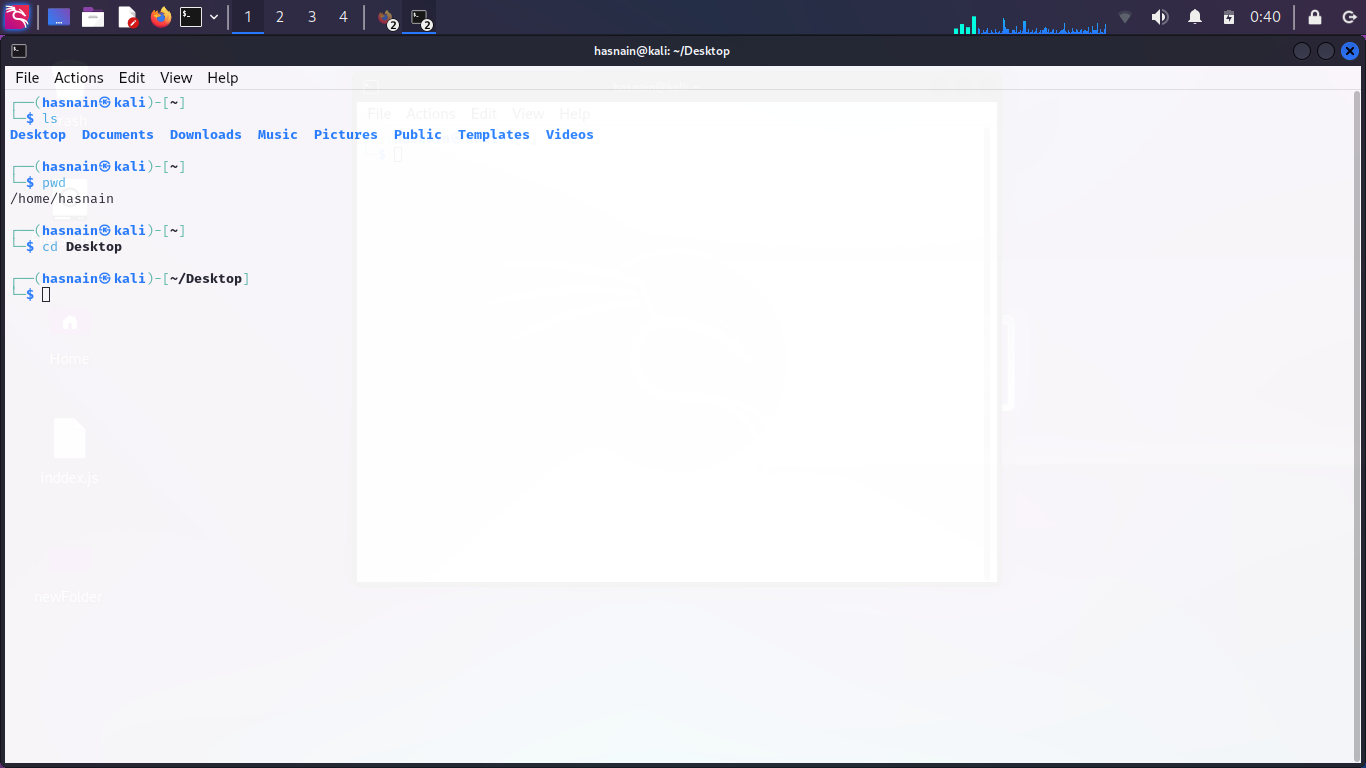 1 2 3 4 2 2 0:40
hasnain@kali: ~/Desktop
File Actions Edit View Help
┌──(hasnain㉿kali)-[~]
└─$ ls
Desktop Documents Downloads Music Pictures Public Templates Videos
┌──(hasnain㉿kali)-[~]
└─$ pwd
/home/hasnain
┌──(hasnain㉿kali)-[~]
└─$ cd Desktop
┌──(hasnain㉿kali)-[~/Desktop]
└─$
File Actions Edit View Help
$
Home
inddex.js
newFolder